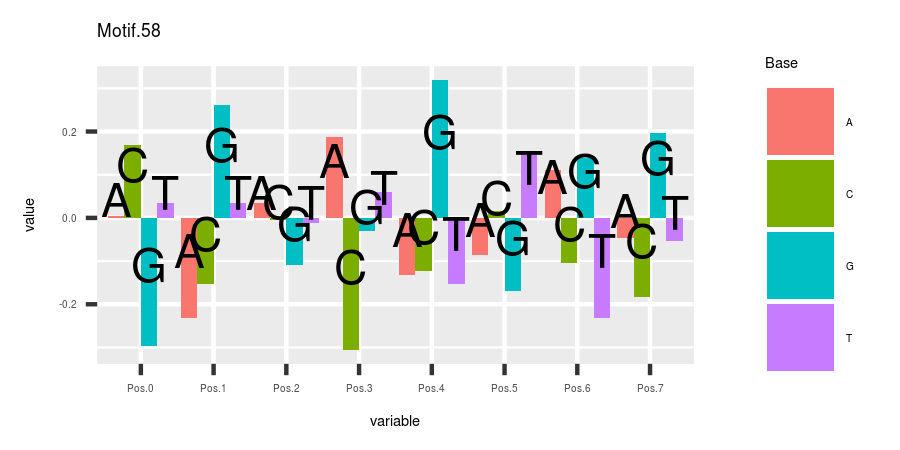 Motif.58
Base
A
C
G
T
value
0.2
0.0
-0.2
A C G T A C G T A C G T A C G T A C G T A C G T A C G T A C G T
Pos.0 Pos.1 Pos.2 Pos.3 Pos.4 Pos.5 Pos.6 Pos.7
variable